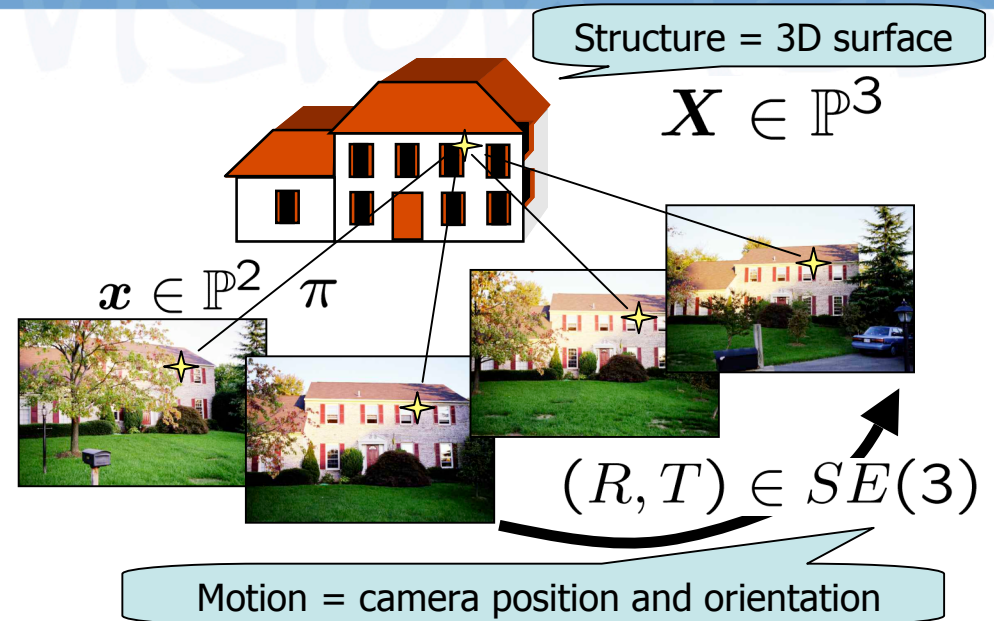 Structure = 3D surface
X ∈ ℙ³
x ∈ ℙ² π
(R, T) ∈ SE(3)
Motion = camera position and orientation